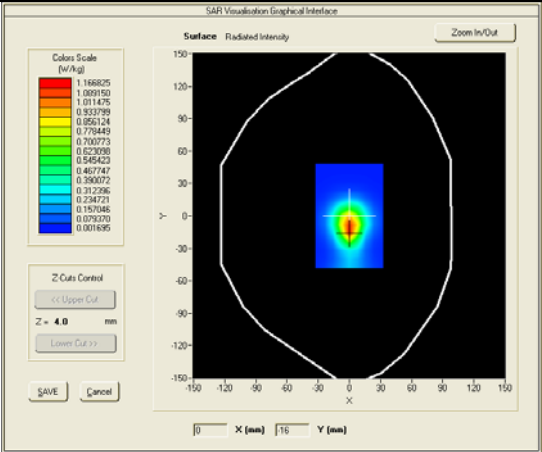 SAR Visualisation Graphical Interface
Surface Radiated Intensity
Zoom In/Out
Colors Scale
(W/kg)
1.166825
1.089150
1.011475
0.933799
0.856124
0.778449
0.700773
0.623098
0.545423
0.467747
0.390072
0.312396
0.234721
0.157046
0.079370
0.001695
150-
120-
90-
60-
30-
0-
-30-
-60-
-90-
-120-
-150-
Y
-150 -120 -90 -60 -30 0 30 60 90 120 150
X
Z-Cuts Control
<< Upper Cut
Z = 4.0 mm
Lower Cut >>
SAVE Cancel
0 X (mm) -16 Y (mm)